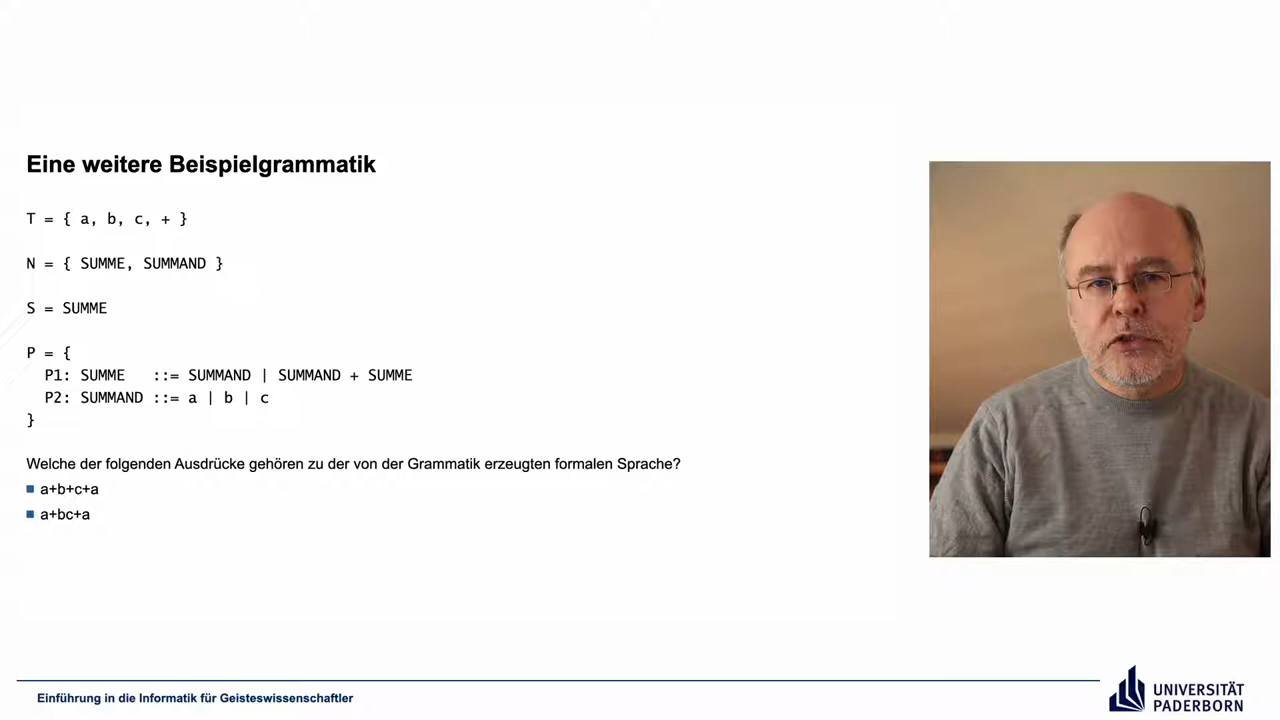 Eine weitere Beispielgrammatik
T = { a, b, c, + }
N = { SUMME, SUMMAND }
S = SUMME
P = {
P1: SUMME ::= SUMMAND | SUMMAND + SUMME
P2: SUMMAND ::= a | b | c
}
Welche der folgenden Ausdrücke gehören zu der von der Grammatik erzeugten formalen Sprache?
a+b+c+a
a+bc+a
Einführung in die Informatik für Geisteswissenschaftler
UNIVERSITÄT
PADERBORN